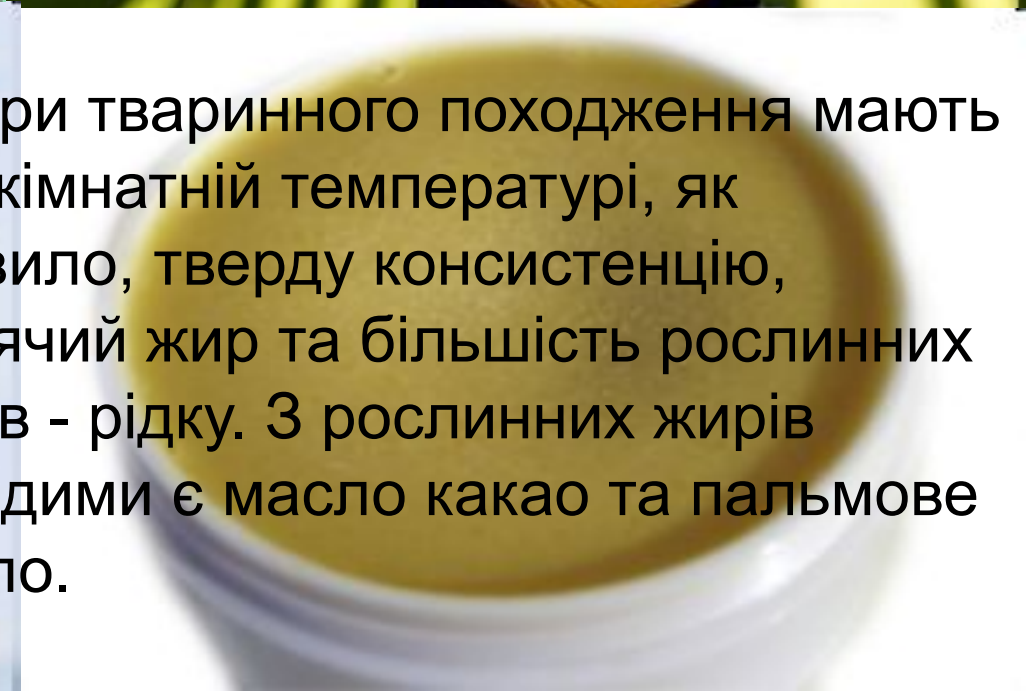 ри тваринного походження мають
кімнатній температурі, як
вило, тверду консистенцію,
ячий жир та більшість рослинних
в - рідку. З рослинних жирів
дими є масло какао та пальмове
ло.